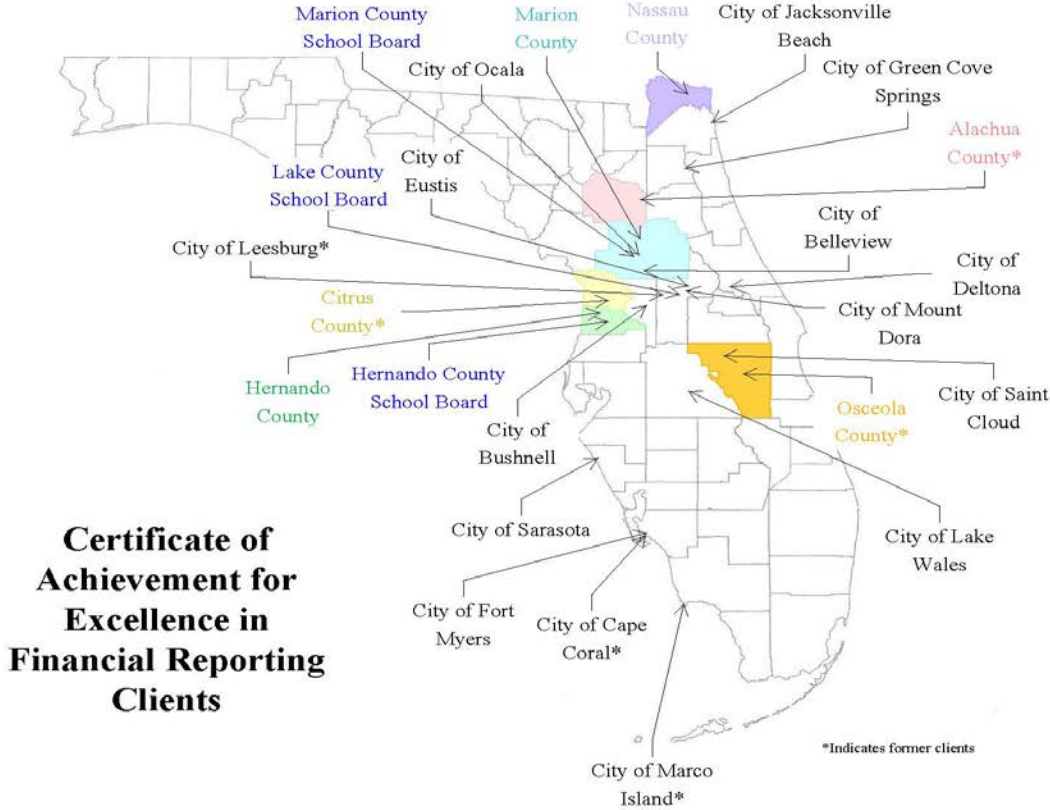 Marion County
School Board
Marion
County
Nassau
County
City of Jacksonville
Beach
City of Ocala
City of Green Cove
Springs
Alachua
County*
City of
Eustis
Lake County
School Board
City of
Belleview
City of Leesburg*
City of
Deltona
Citrus
County*
City of Mount
Dora
Hernando
County
Hernando County
School Board
City of Saint
Cloud
Osceola
County*
City of
Bushnell
City of Sarasota
City of Lake
Wales
Certificate of
Achievement for
Excellence in
Financial Reporting
Clients
City of Fort
Myers
City of Cape
Coral*
*Indicates former clients
City of Marco
Island*